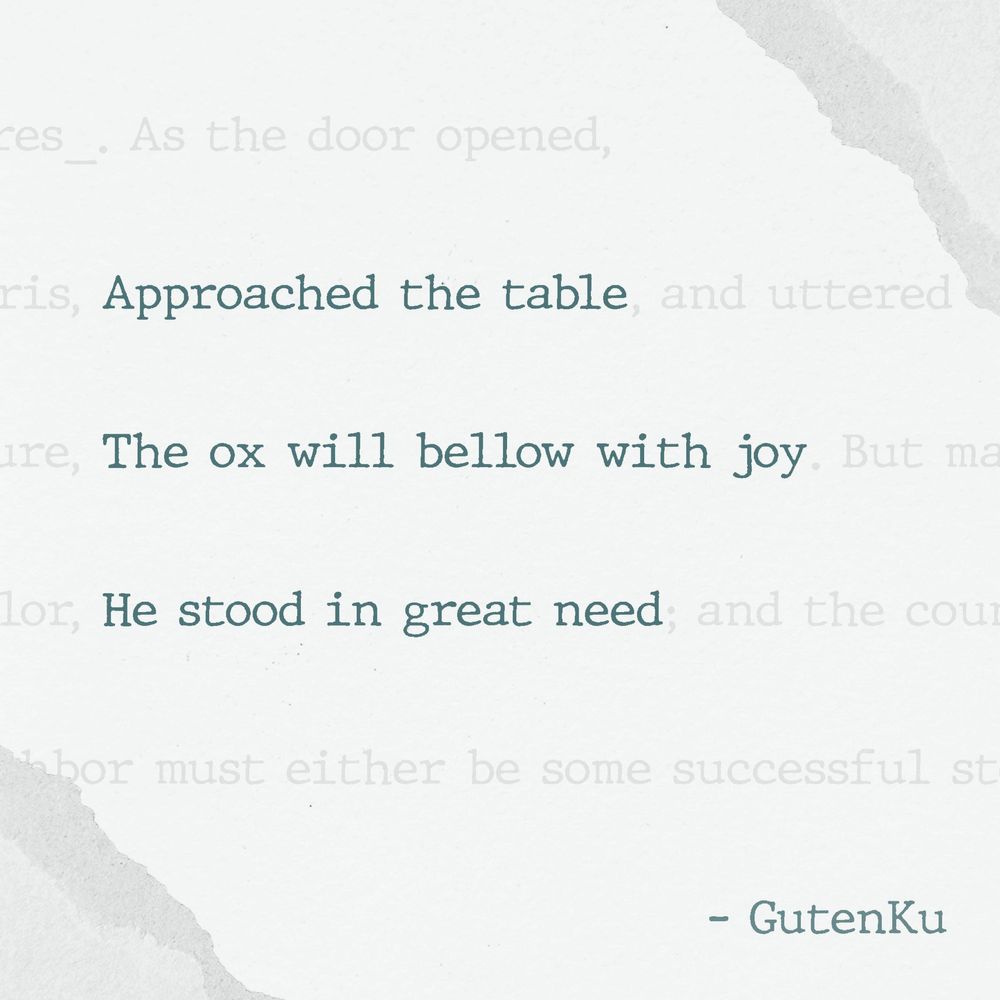 res_. As the door opened,
ris, Approached the table, and uttered
ure, The ox will bellow with joy. But ma
lor, He stood in great need; and the cour
hbor must either be some successful sto
- GutenKu